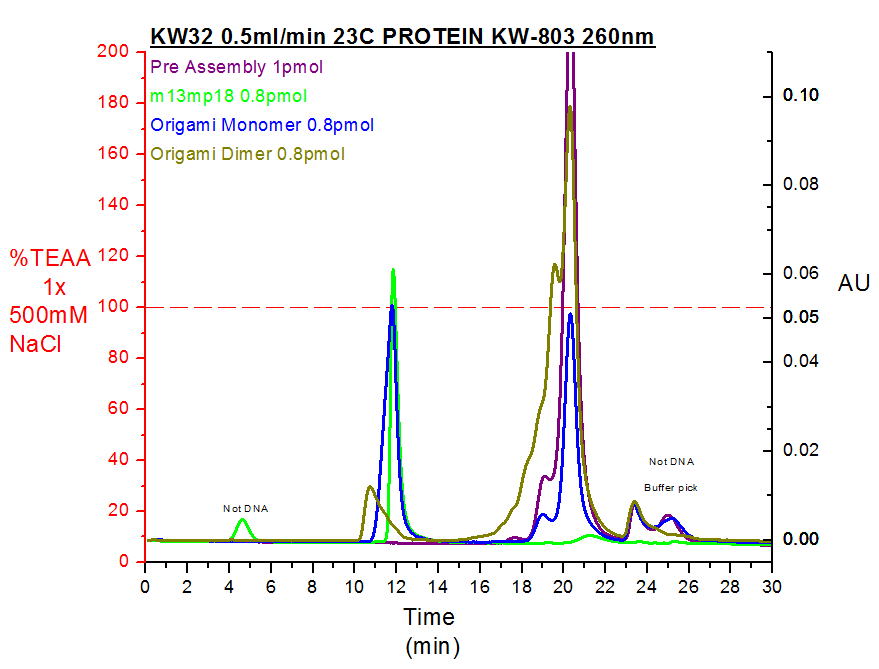 KW32 0.5ml/min 23C PROTEIN KW-803 260nm
Pre Assembly 1pmol
m13mp18 0.8pmol
Origami Monomer 0.8pmol
Origami Dimer 0.8pmol
200
180
160
140
120
100
80
60
40
20
0
%TEAA
1x
500mM
NaCl
0.10
0.08
0.06
0.05
0.04
0.02
0.00
AU
Not DNA
Not DNA
Buffer pick
0 2 4 6 8 10 12 14 16 18 20 22 24 26 28 30
Time
(min)